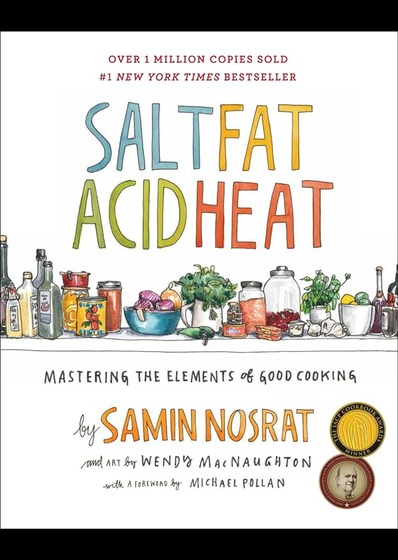 OVER 1 MILLION COPIES SOLD
#1 NEW YORK TIMES BESTSELLER
SALT FAT
ACID HEAT
MASTERING THE ELEMENTS of GOOD COOKING
by SAMIN NOSRAT
and ART by WENDY MACNAUGHTON
with A FOREWORD by MICHAEL POLLAN
WINNER